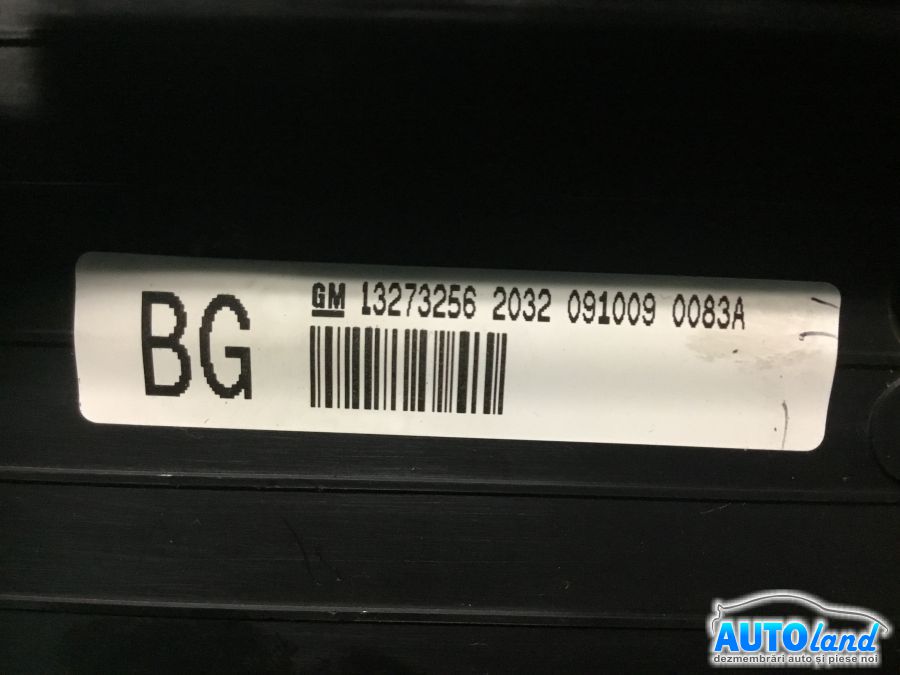 BG
GM 13273256 2032 091009 0083A
AUTOland
dezmembrări auto și piese noi